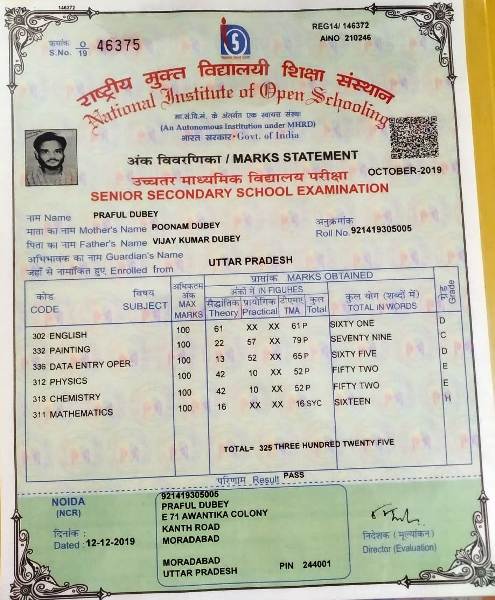 146372
REG14/ 146372
AINO 210246
क्रमांक O/19 46375
S.No.
राष्ट्रीय मुक्त विद्यालयी शिक्षा संस्थान
National Institute of Open Schooling
मा.सं.वि.मं. के अंतर्गत एक स्वायत्त संस्था
(An Autonomous Institution under MHRD)
भारत सरकार • Govt. of India
अंक विवरणिका / MARKS STATEMENT
उच्चतर माध्यमिक विद्यालय परीक्षा
OCTOBER-2019
SENIOR SECONDARY SCHOOL EXAMINATION
नाम Name PRAFUL DUBEY
माता का नाम Mother's Name POONAM DUBEY
अनुक्रमांक
पिता का नाम Father's Name VIJAY KUMAR DUBEY
Roll No. 921419305005
अभिभावक का नाम Guardian's Name
जहाँ से नामांकित हुए Enrolled from UTTAR PRADESH
कोड CODE
विषय SUBJECT
अधिकतम अंक MAX MARKS
प्राप्तांक MARKS OBTAINED
अंकों में IN FIGURES
सैद्धांतिक Theory
प्रायोगिक Practical
टीएमए TMA
कुल Total
कुल योग (शब्दों में) TOTAL IN WORDS
ग्रेड Grade
302 ENGLISH 100 61 XX XX 61 P SIXTY ONE D
332 PAINTING 100 22 57 XX 79 P SEVENTY NINE C
336 DATA ENTRY OPER. 100 13 52 XX 65 P SIXTY FIVE D
312 PHYSICS 100 42 10 XX 52 P FIFTY TWO E
313 CHEMISTRY 100 42 10 XX 52 P FIFTY TWO E
311 MATHEMATICS 100 16 XX XX 16 SYC SIXTEEN H
TOTAL= 325 THREE HUNDRED TWENTY FIVE
परिणाम Result PASS
NOIDA
(NCR)
दिनांक :
Dated : 12-12-2019
921419305005
PRAFUL DUBEY
E 71 AWANTIKA COLONY
KANTH ROAD
MORADABAD
MORADABAD
UTTAR PRADESH PIN 244001
निदेशक (मूल्यांकन)
Director (Evaluation)